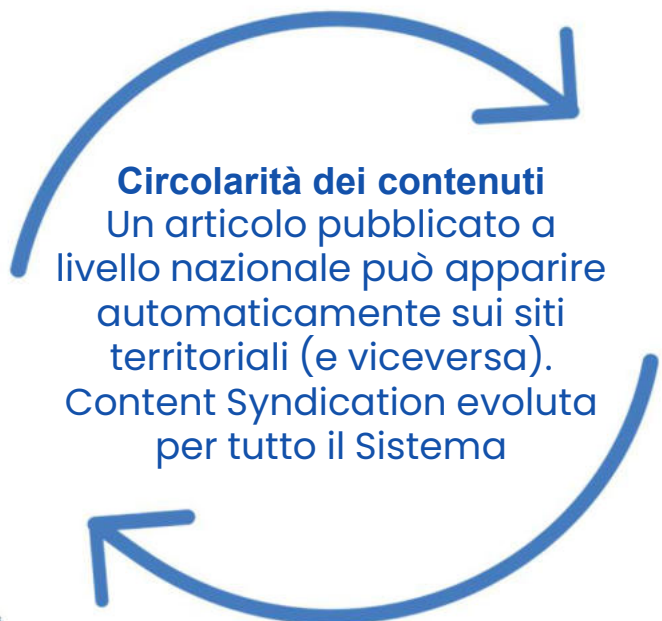 Circolarità dei contenuti
Un articolo pubblicato a
livello nazionale può apparire
automaticamente sui siti
territoriali (e viceversa).
Content Syndication evoluta
per tutto il Sistema